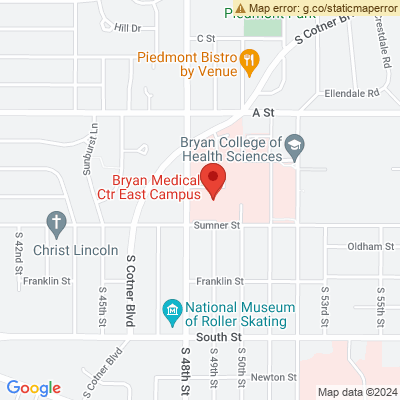 Map error: g.co/staticmaperror
Piedmont Park
Hill Dr
C St
S Cotner Blvd
Crestdale Rd
Piedmont Bistro
by Venue
Ellendale Rd
A St
Sunburst Ln
Bryan College of
Health Sciences
Bryan Medical
Ctr East Campus
Sumner St
Christ Lincoln
Oldham St
S 42nd St
S 45th St
S Cotner Blvd
Franklin St
Franklin St
S 53rd St
S 55th St
National Museum
of Roller Skating
South St
S Cotner Blvd
S 48th St
S 49th St
S 50th St
Newton St
Google
Map data ©2024